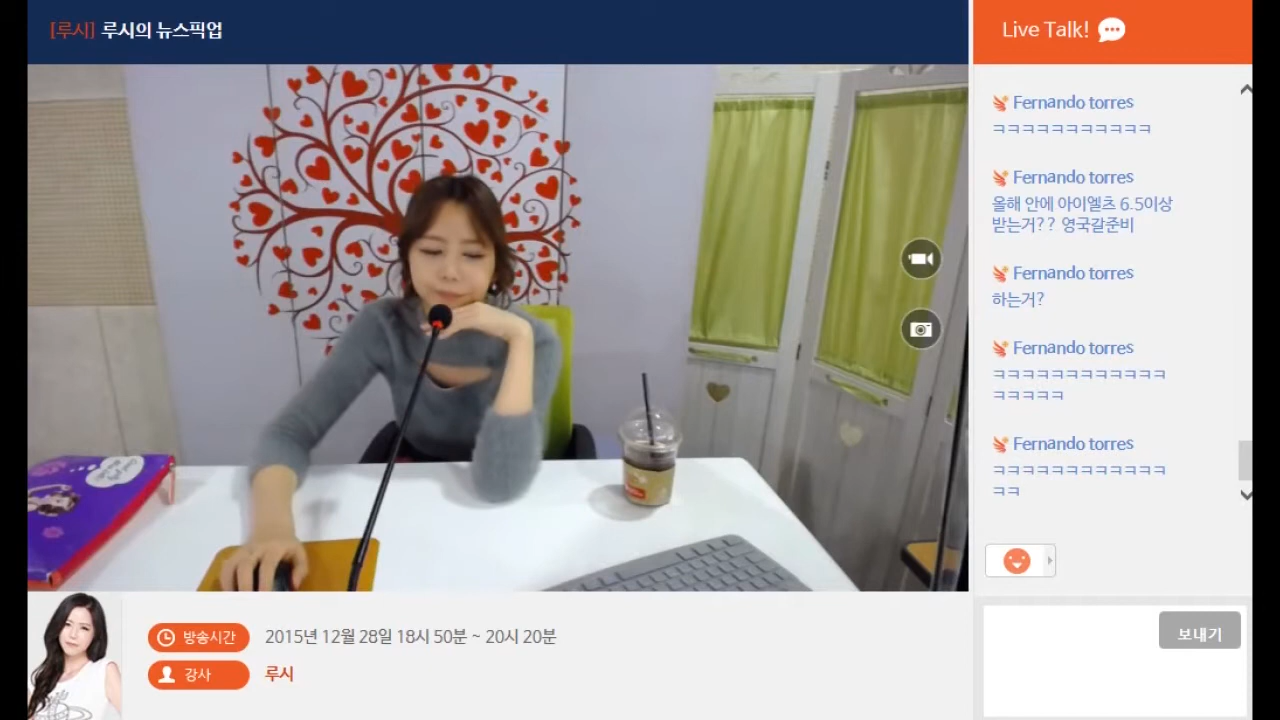 [루시] 루시의 뉴스픽업
Live Talk!
Fernando torres
ㅋㅋㅋㅋㅋㅋㅋㅋㅋㅋㅋ
Fernando torres
올해 안에 아이엘츠 6.5이상
받는거?? 영국갈준비
Fernando torres
하는거?
Fernando torres
ㅋㅋㅋㅋㅋㅋㅋㅋㅋㅋㅋㅋ
ㅋㅋㅋㅋㅋ
Fernando torres
ㅋㅋㅋㅋㅋㅋㅋㅋㅋㅋㅋㅋ
ㅋㅋ
보내기
방송시간 2015년 12월 28일 18시 50분 ~ 20시 20분
강사 루시